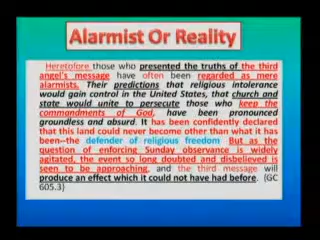 Alarmist Or Reality
Heretofore those who presented the truths of the third
angel's message have often been regarded as mere
alarmists. Their predictions that religious intolerance
would gain control in the United States, that church and
state would unite to persecute those who keep the
commandments of God, have been pronounced
groundless and absurd. It has been confidently declared
that this land could never become other than what it has
been--the defender of religious freedom. But as the
question of enforcing Sunday observance is widely
agitated, the event so long doubted and disbelieved is
seen to be approaching, and the third message will
produce an effect which it could not have had before. {GC
605.3}